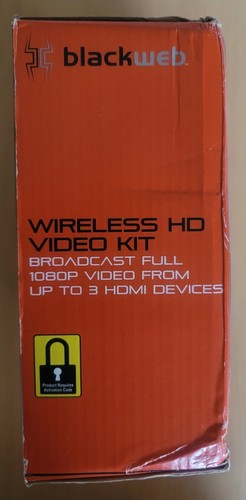 blackweb.
WIRELESS HD
VIDEO KIT
BROADCAST FULL
1080P VIDEO FROM
UP TO 3 HDMI DEVICES
Product Requires
Activation Code